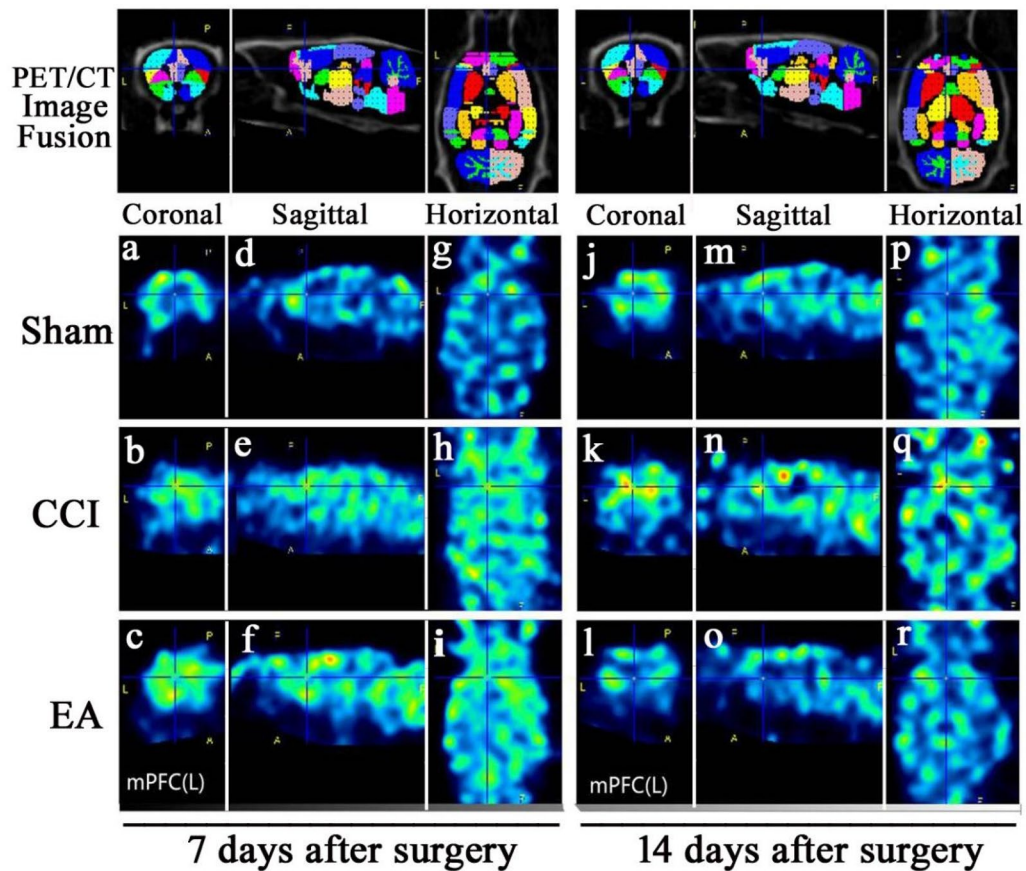 PET/CT
Image
Fusion
P
L
A
F
A
L
P
A
F
A
Coronal Sagittal Horizontal Coronal Sagittal Horizontal
Sham
a d g j m p
L
A
A
F
L
A
A
F
CCI
b e h k n q
P
L
A
A
F
L
A
A
EA
c f i l o r
P
L
A
A
P
L
A
A
L
mPFC(L) mPFC(L)
7 days after surgery 14 days after surgery